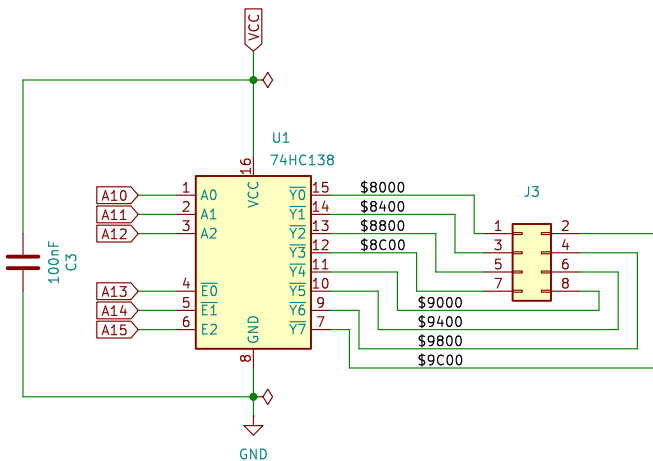 VCC
U1
74HC138
16
VCC
A10 1 A0 Y0 15 $8000
A11 2 A1 Y1 14 $8400
A12 3 A2 Y2 13 $8800
Y3 12 $8C00
Y4 11 $9000
A13 4 E0 Y5 10 $9400
A14 5 E1 Y6 9 $9800
A15 6 E2 Y7 7 $9C00
GND
8
GND
100nF
C3
J3
1 2
3 4
5 6
7 8